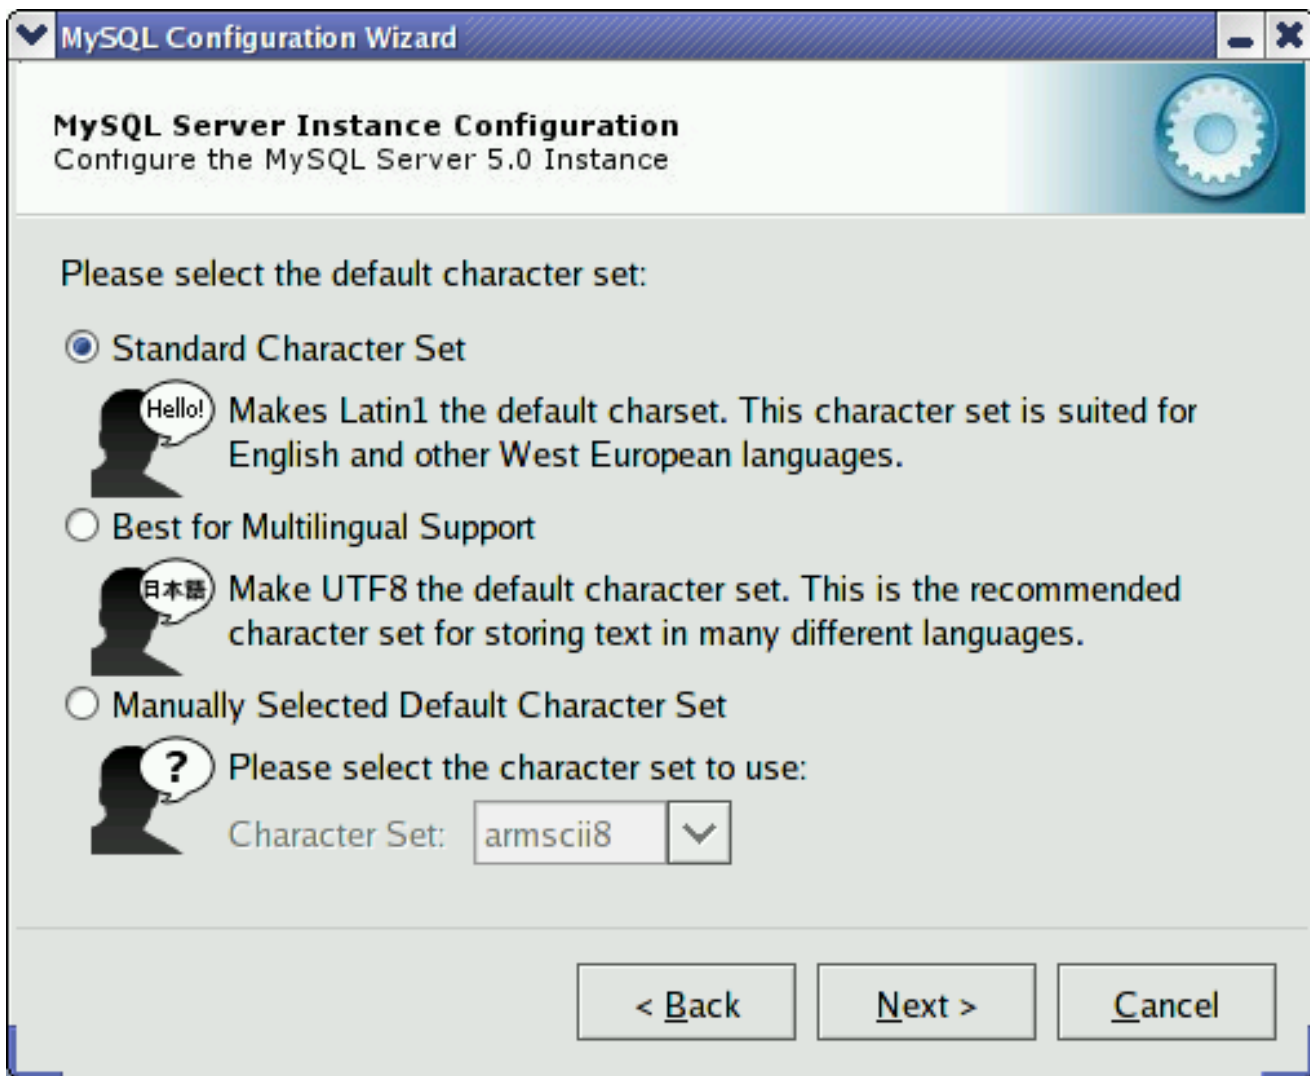 MySQL Configuration Wizard
MySQL Server Instance Configuration
Configure the MySQL Server 5.0 Instance
Please select the default character set:
Standard Character Set
Hello!
Makes Latin1 the default charset. This character set is suited for
English and other West European languages.
Best for Multilingual Support
日本語
Make UTF8 the default character set. This is the recommended
character set for storing text in many different languages.
Manually Selected Default Character Set
?
Please select the character set to use:
Character Set:
armscii8
< Back
Next >
Cancel